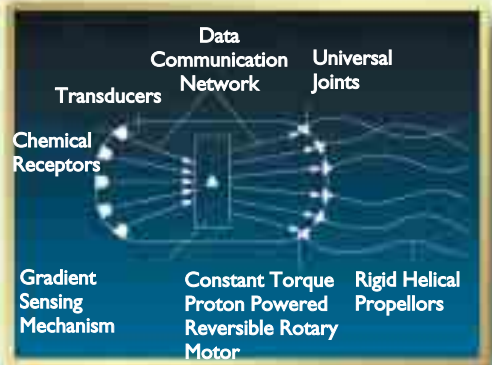 Data
Communication
Network
Universal
Joints
Transducers
Chemical
Receptors
Gradient
Sensing
Mechanism
Constant Torque
Proton Powered
Reversible Rotary
Motor
Rigid Helical
Propellors